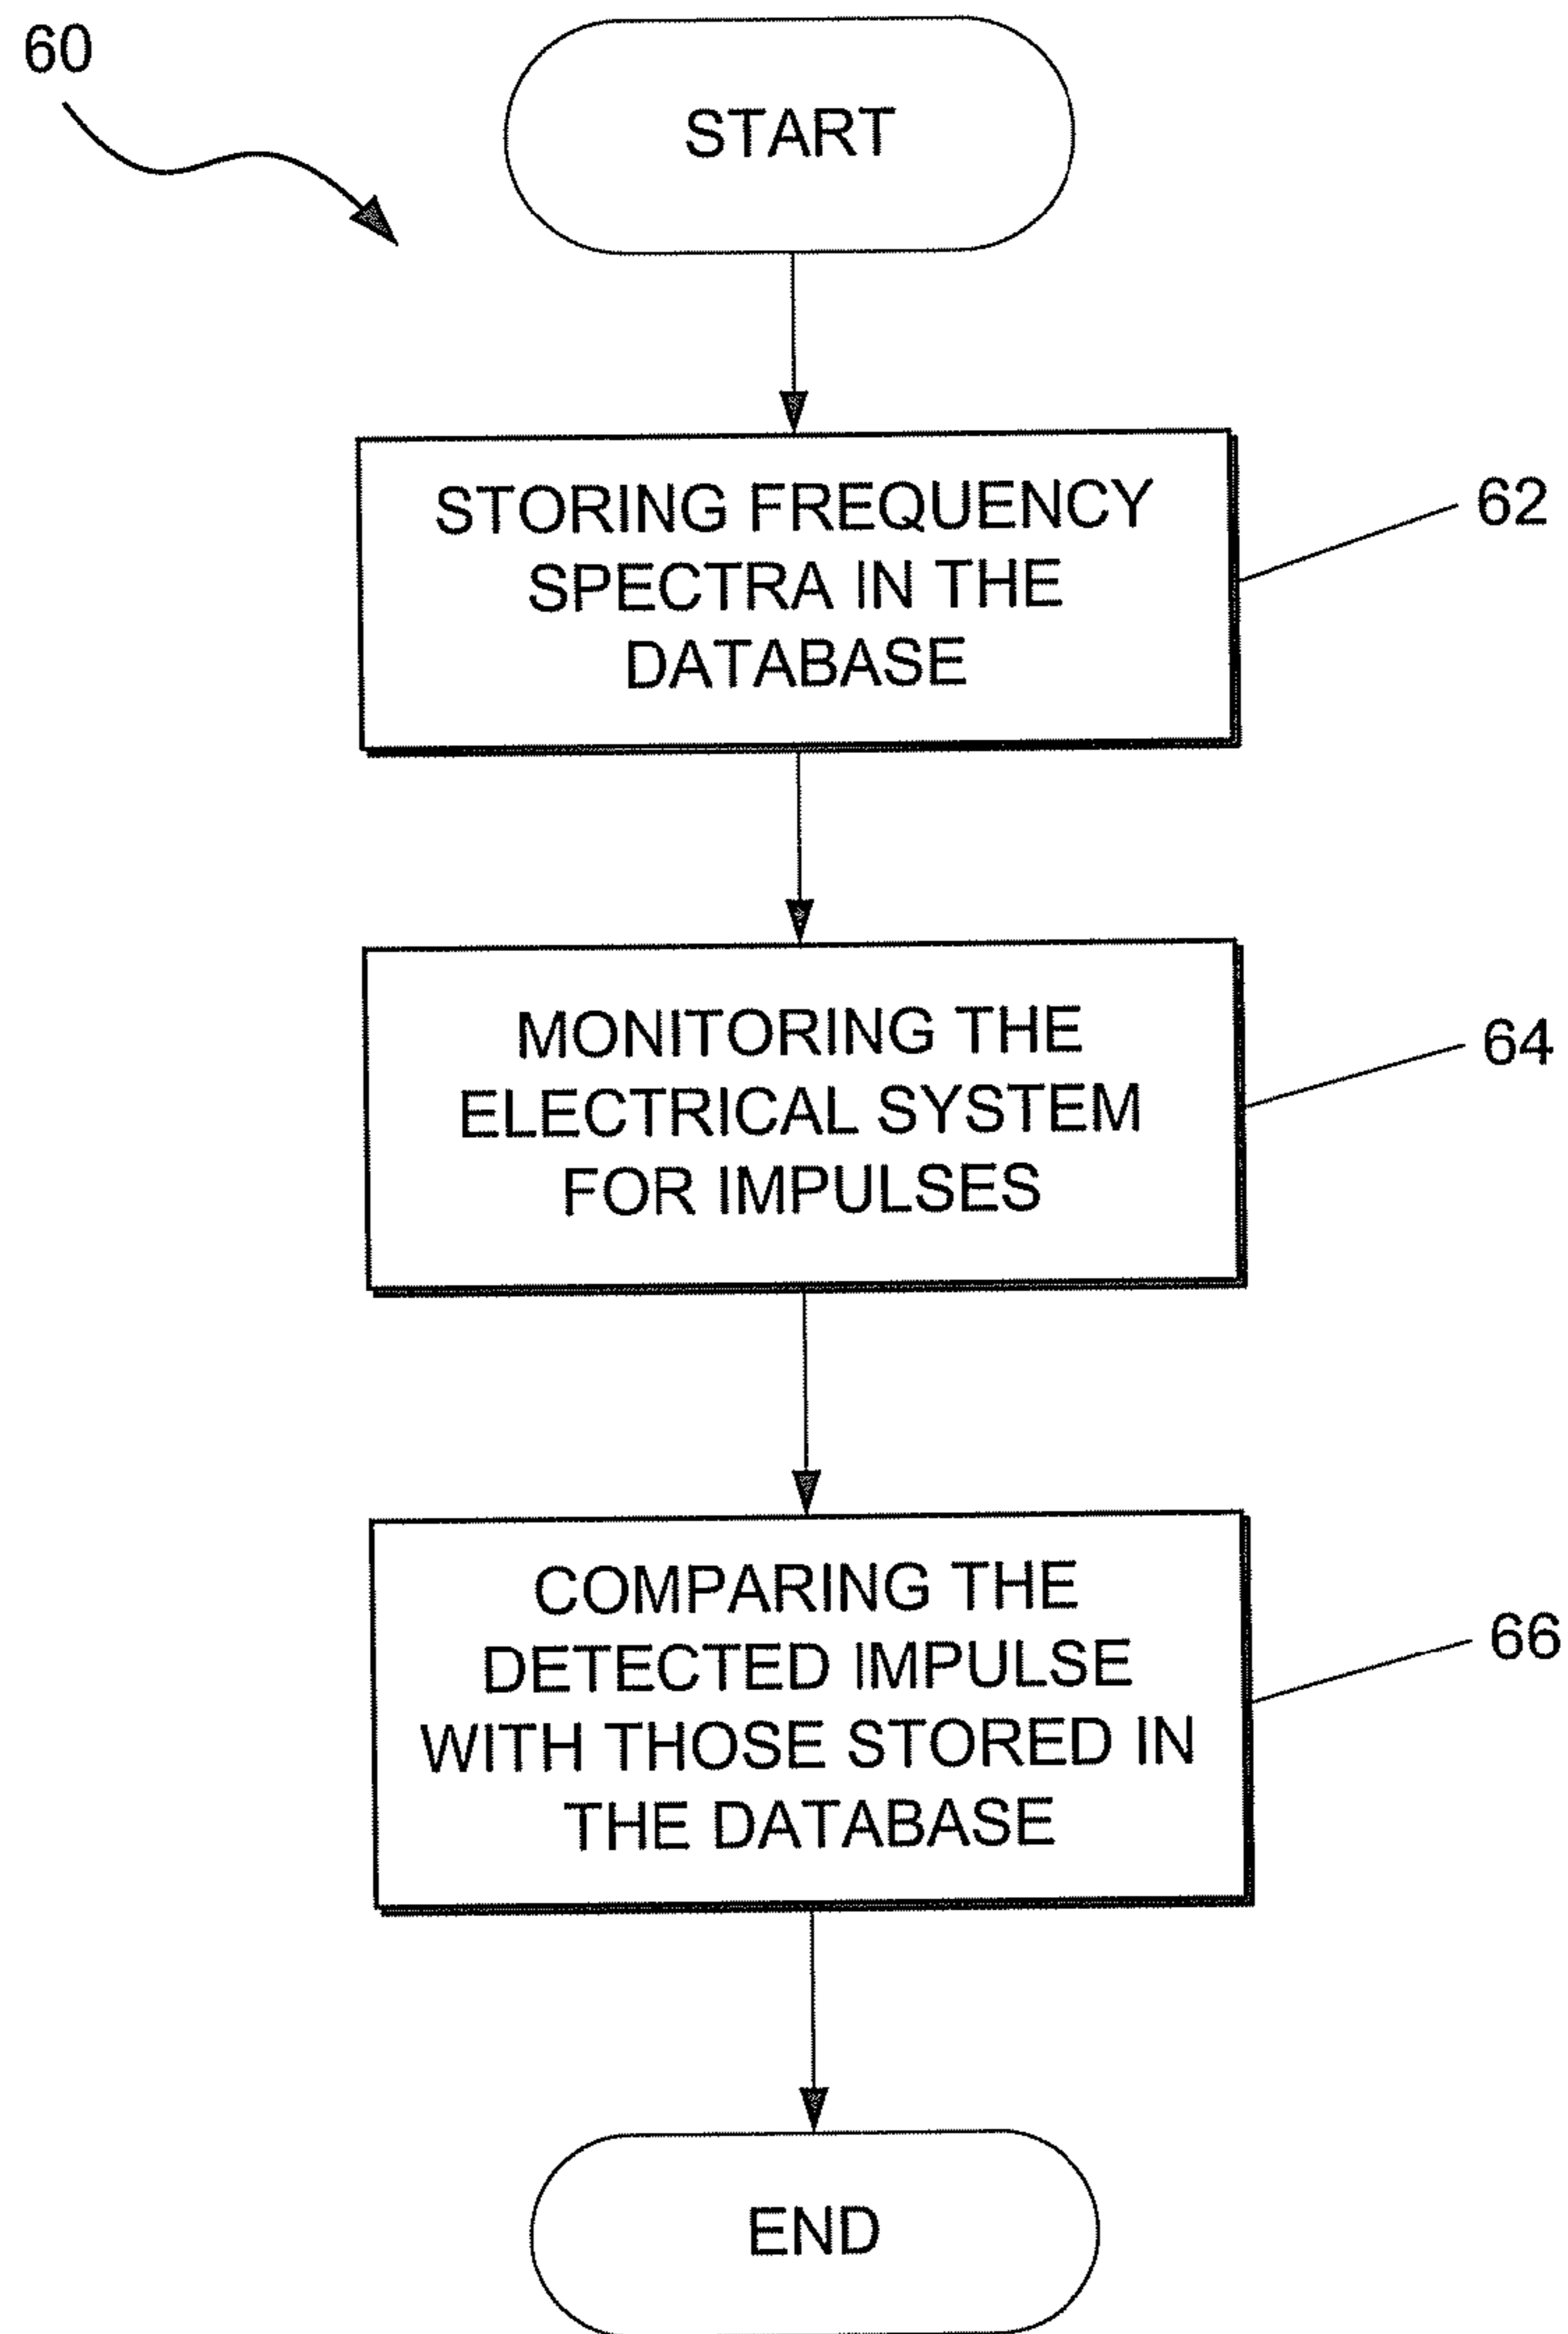 60
START
STORING FREQUENCY
SPECTRA IN THE
DATABASE
62
MONITORING THE
ELECTRICAL SYSTEM
FOR IMPULSES
64
COMPARING THE
DETECTED IMPULSE
WITH THOSE STORED IN
THE DATABASE
66
END